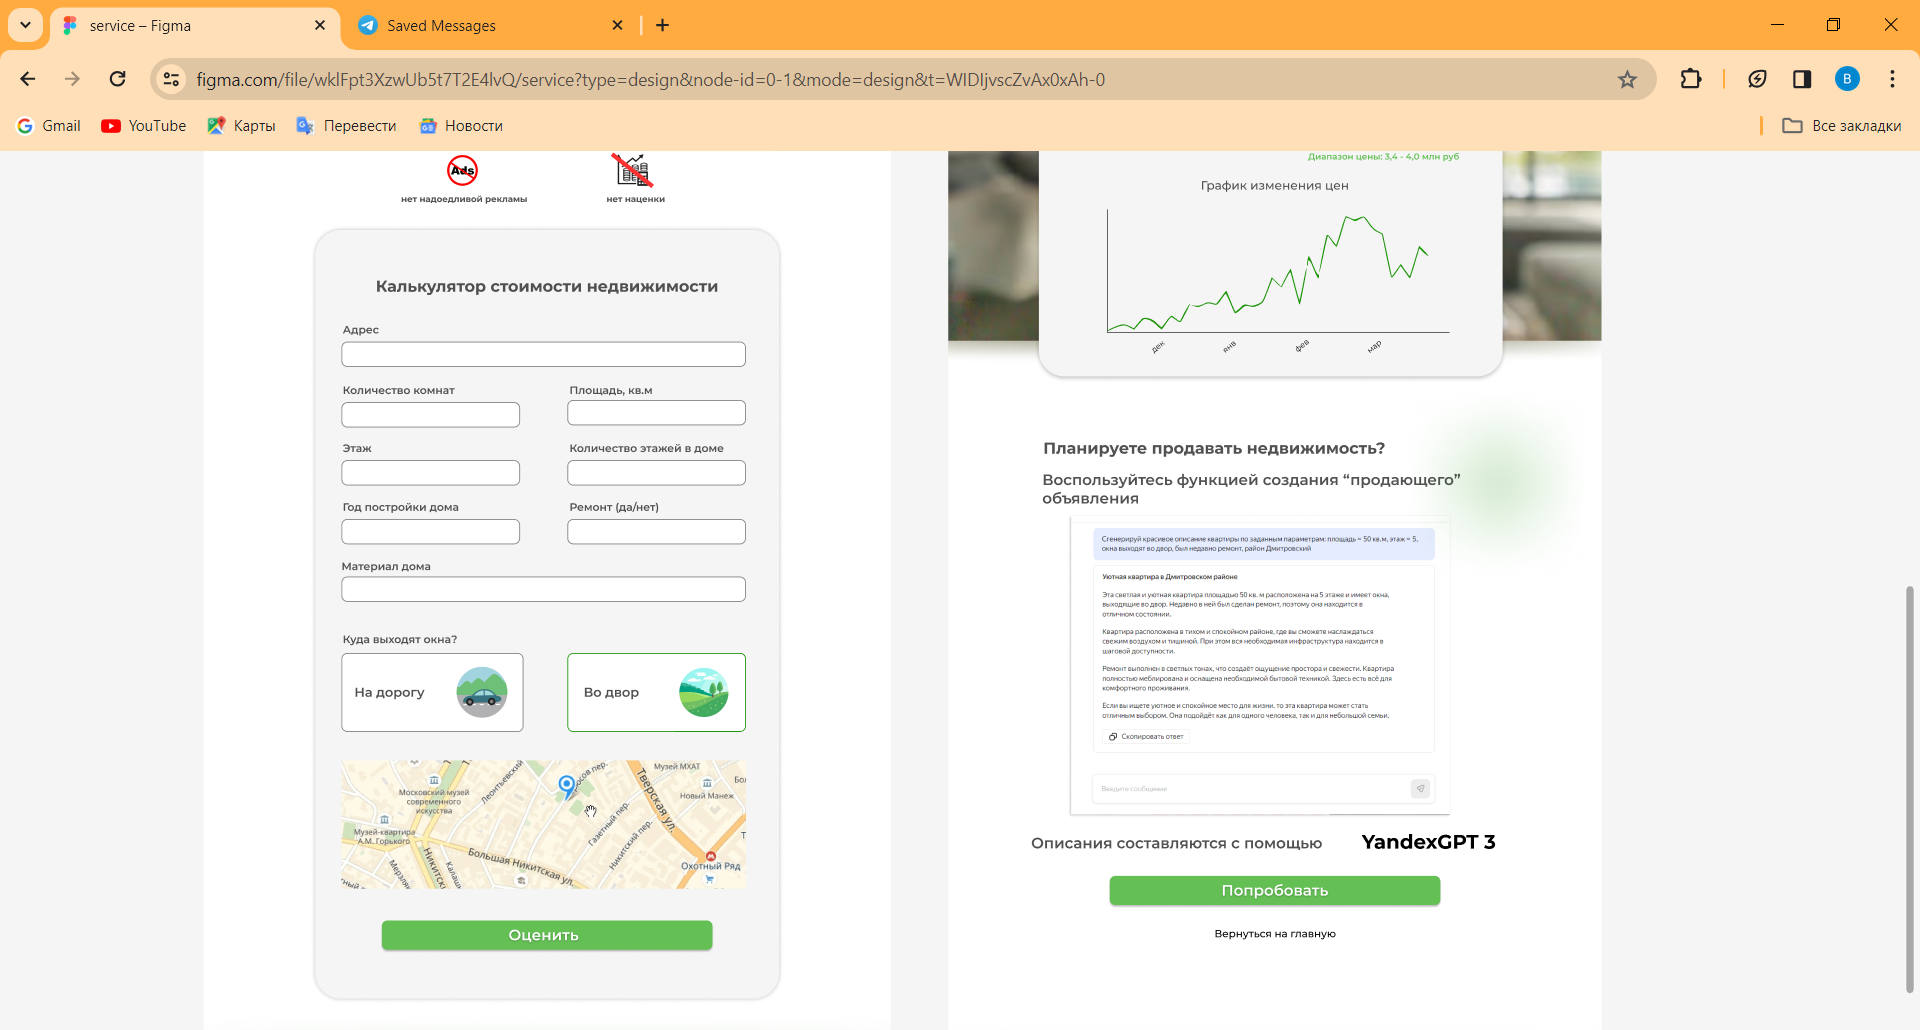 service – Figma
Saved Messages
figma.com/file/wklFpt3XzwUb5t7T2E4lvQ/service?type=design&node-id=0-1&mode=design&t=WIDIjvscZvAx0xAh-0
B
Gmail
YouTube
Карты
Перевести
Новости
Все закладки
Ads
нет надоедливой рекламы
нет наценки
Калькулятор стоимости недвижимости
Адрес
Количество комнат
Площадь, кв.м
Этаж
Количество этажей в доме
Год постройки дома
Ремонт (да/нет)
Материал дома
Куда выходят окна?
На дорогу
Во двор
Музей МХАТ
Московский музей
современного
искусства
Леонтьевский
Тверская ул.
Новый Манеж
Газетный пер.
Никитский пер.
Музей-квартира
А.М. Горького
Большая Никитская ул.
Охотный Ряд
Оценить
Диапазон цены: 3,4 - 4,0 млн руб
График изменения цен
дек
янв
фев
мар
Планируете продавать недвижимость?
Воспользуйтесь функцией создания “продающего”
объявления
Сгенерируй красивое описание квартиры по заданным параметрам: площадь = 50 кв.м, этаж = 5,
окна выходят во двор, был недавно ремонт, район Дмитровский
Уютная квартира в Дмитровском районе
Эта светлая и уютная квартира площадью 50 кв. м расположена на 5 этаже и имеет окна,
выходящие во двор. Недавно в ней был сделан ремонт, поэтому она находится в
отличном состоянии.
Квартира расположена в тихом и спокойном районе, где вы сможете наслаждаться
свежим воздухом и тишиной. При этом вся необходимая инфраструктура находится в
шаговой доступности.
Ремонт выполнен в светлых тонах, что создаёт ощущение простора и свежести. Квартира
полностью меблирована и оснащена необходимой бытовой техникой. Здесь есть всё для
комфортного проживания.
Если вы ищете уютное и спокойное место для жизни, то эта квартира может стать
отличным выбором. Она подойдёт как для одного человека, так и для небольшой семьи.
Скопировать ответ
Введите сообщение
Описания составляются с помощью
YandexGPT 3
Попробовать
Вернуться на главную